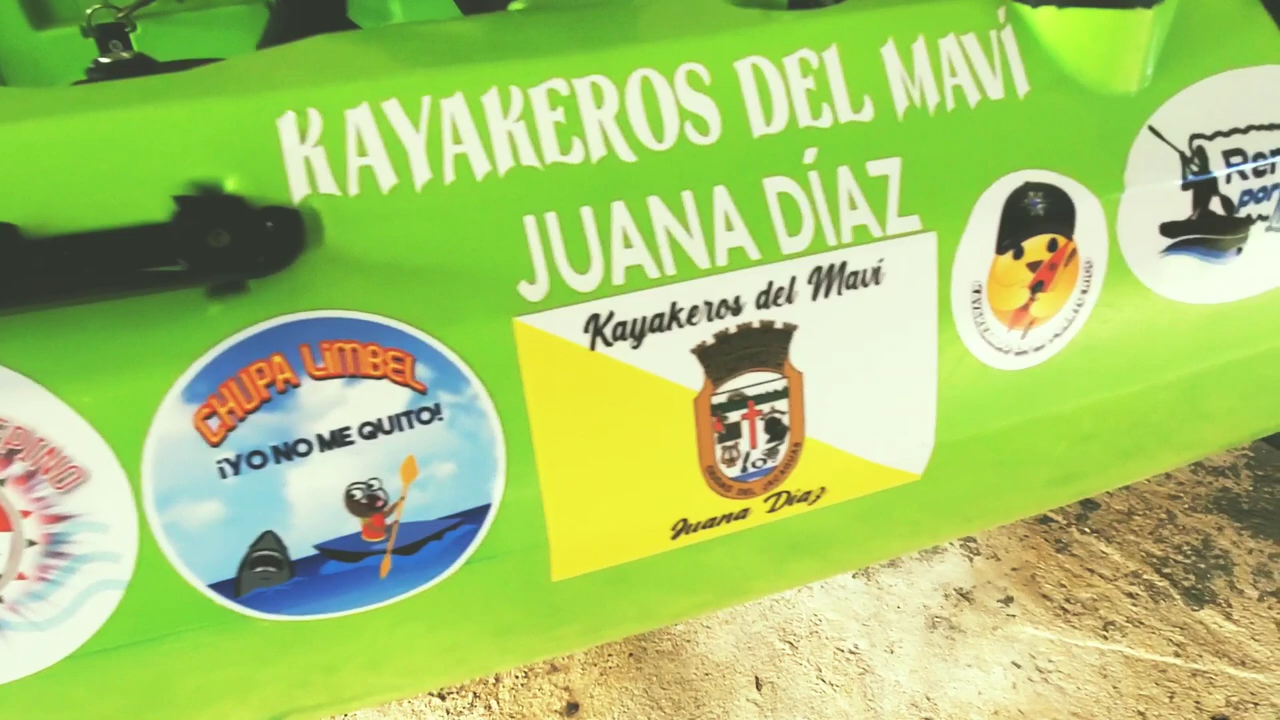 KAYAKEROS DEL MAVÍ
JUANA DÍAZ
Kayakeros del Maví
Juana Díaz
CHUPA LiMBEL
¡YO NO ME QUITO!